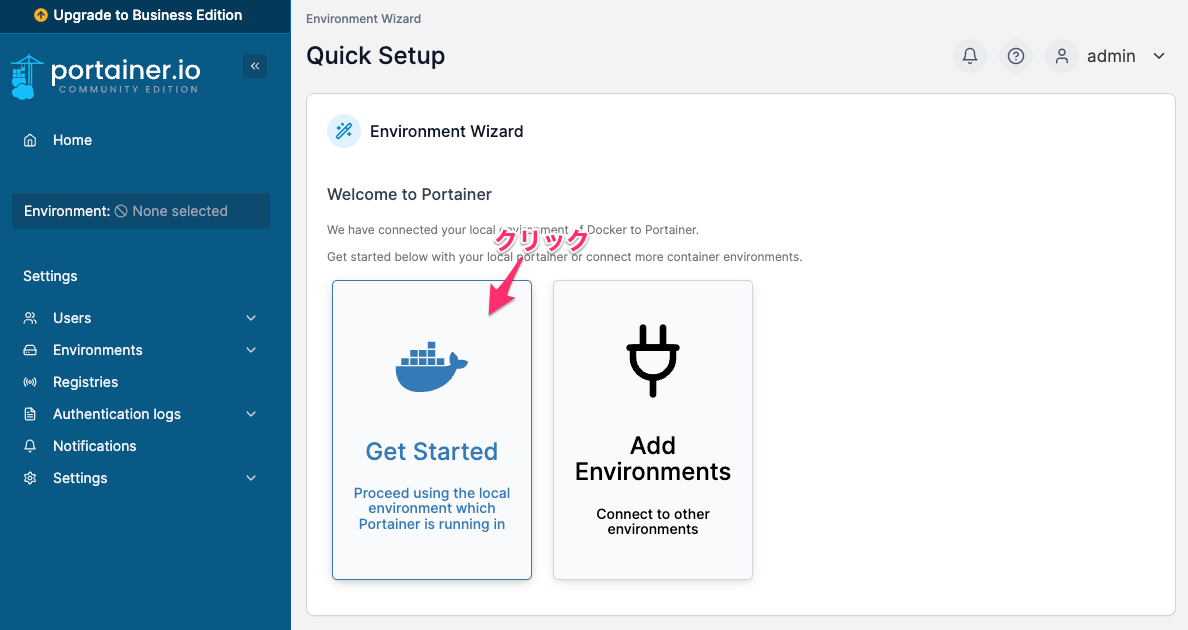 Upgrade to Business Edition
portainer.io
COMMUNITY EDITION
Home
Environment: None selected
Settings
Users
Environments
Registries
Authentication logs
Notifications
Settings
Environment Wizard
Quick Setup
admin
Environment Wizard
Welcome to Portainer
We have connected your local environment of Docker to Portainer.
クリック
Get started below with your local portainer or connect more container environments.
Get Started
Proceed using the local
environment which
Portainer is running in
Add
Environments
Connect to other
environments